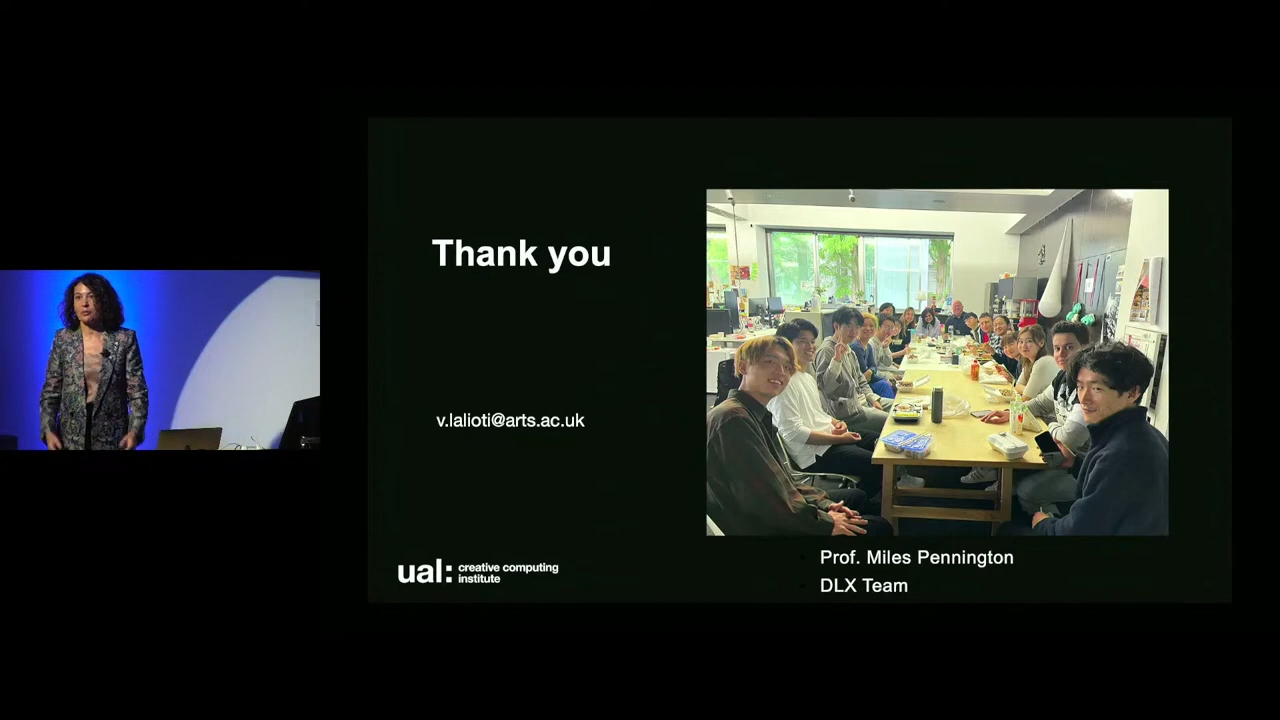 Thank you
v.lalioti@arts.ac.uk
ual: creative computing
institute
Prof. Miles Pennington
DLX Team